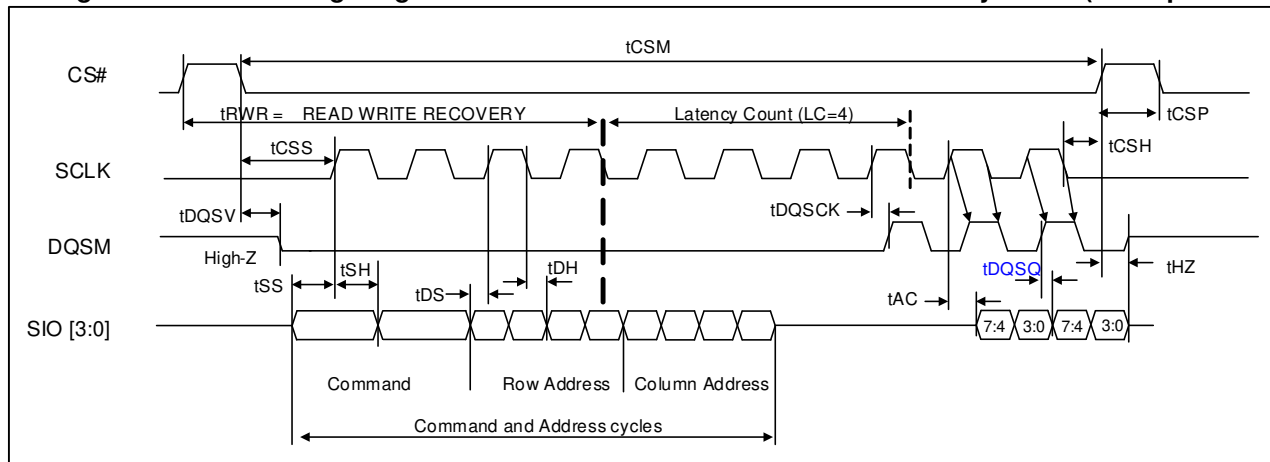 tCSM
CS#
tRWR = READ WRITE RECOVERY
Latency Count (LC=4)
tCSP
tCSS
tCSH
SCLK
tDQSV
tDQSCK
DQSM
High-Z
tSS
tSH
tDS
tDH
tAC
tDQSQ
tHZ
SIO [3:0]
7:4 3:0 7:4 3:0
Command Row Address Column Address
Command and Address cycles